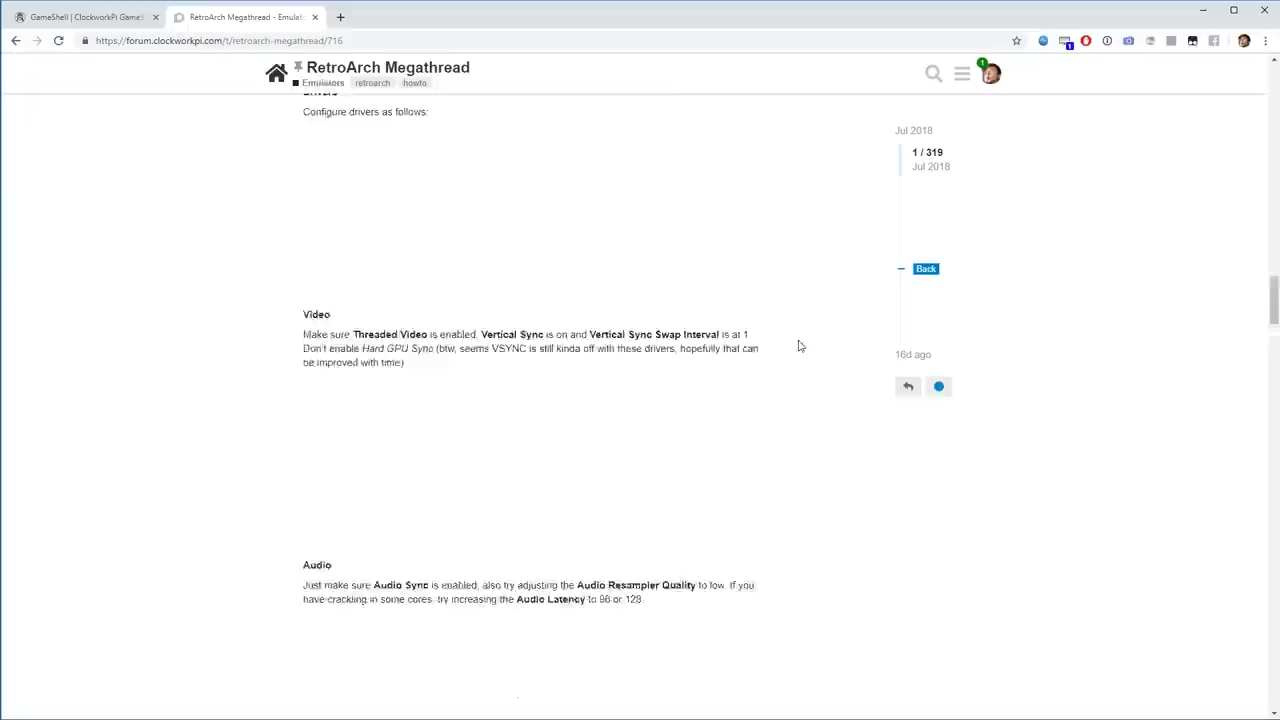 GameShell | ClockworkPi GameS
RetroArch Megathread - Emulato
https://forum.clockworkpi.com/t/retroarch-megathread/716
1
RetroArch Megathread
1
Emulators retroarch howto
Drivers
Configure drivers as follows:
Jul 2018
1 / 319
Jul 2018
Back
Video
Make sure Threaded Video is enabled, Vertical Sync is on and Vertical Sync Swap Interval is at 1
Don't enable Hard GPU Sync (btw, seems VSYNC is still kinda off with these drivers, hopefully that can
be improved with time)
16d ago
Audio
Just make sure Audio Sync is enabled, also try adjusting the Audio Resampler Quality to low. If you
have crackling in some cores, try increasing the Audio Latency to 96 or 128